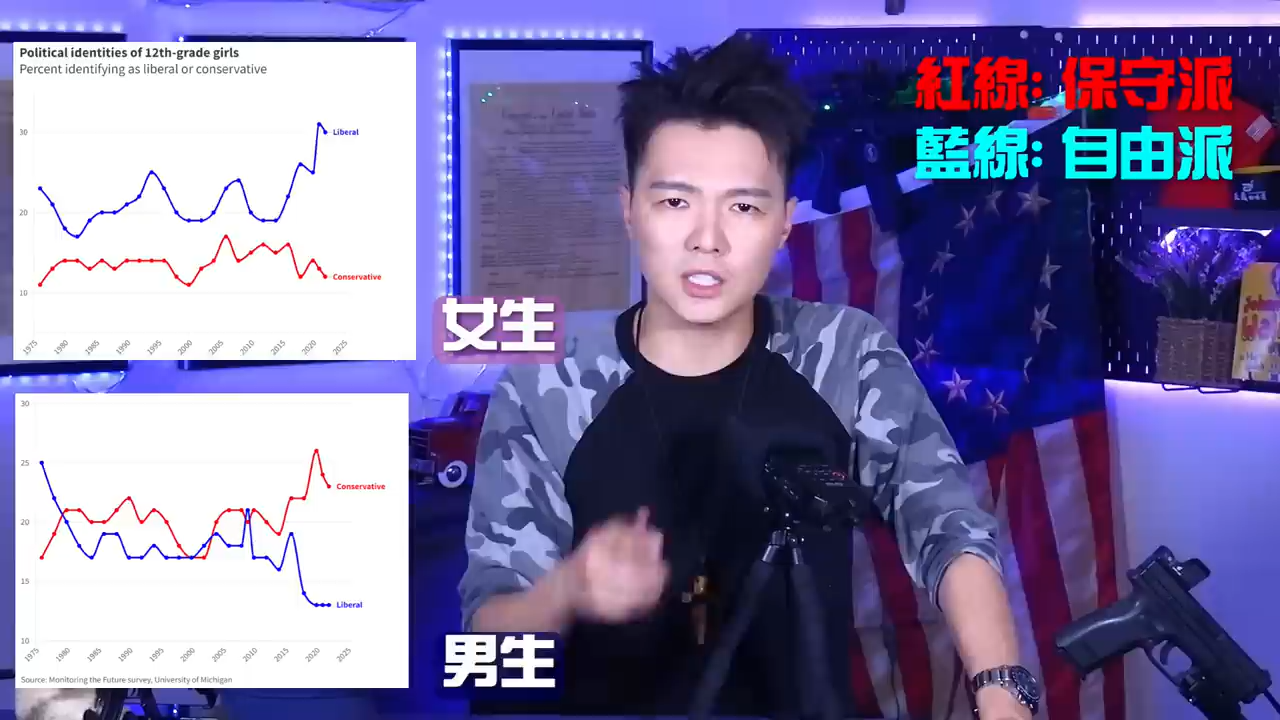 Political identities of 12th-grade girls
Percent identifying as liberal or conservative
30
20
10
Liberal
Conservative
1975
1980
1985
1990
1995
2000
2005
2010
2015
2020
2025
女生
紅線: 保守派
藍線: 自由派
30
25
20
15
10
Conservative
Liberal
1975
1980
1985
1990
1995
2000
2005
2010
2015
2020
2025
Source: Monitoring the Future survey, University of Michigan
男生